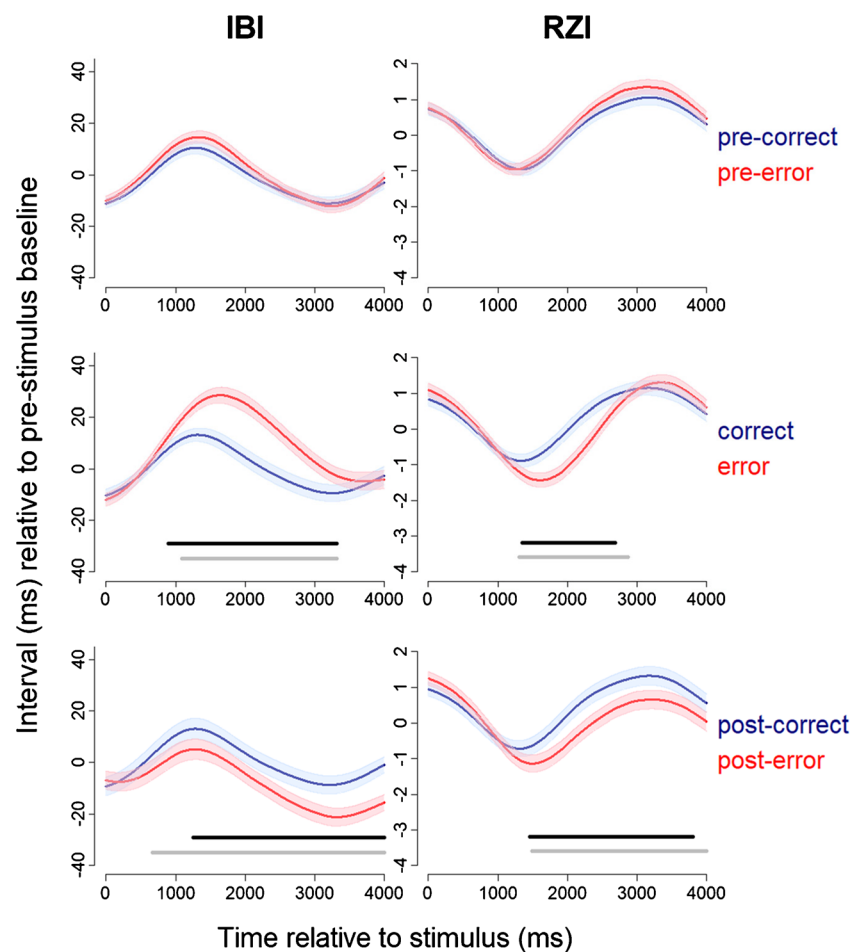 IBI
RZI
Interval (ms) relative to pre-stimulus baseline
40
20
0
-20
-40
0 1000 2000 3000 4000
2
1
0
-1
-2
-3
-4
0 1000 2000 3000 4000
pre-correct
pre-error
40
20
0
-20
-40
0 1000 2000 3000 4000
2
1
0
-1
-2
-3
-4
0 1000 2000 3000 4000
correct
error
40
20
0
-20
-40
0 1000 2000 3000 4000
2
1
0
-1
-2
-3
-4
0 1000 2000 3000 4000
post-correct
post-error
Time relative to stimulus (ms)